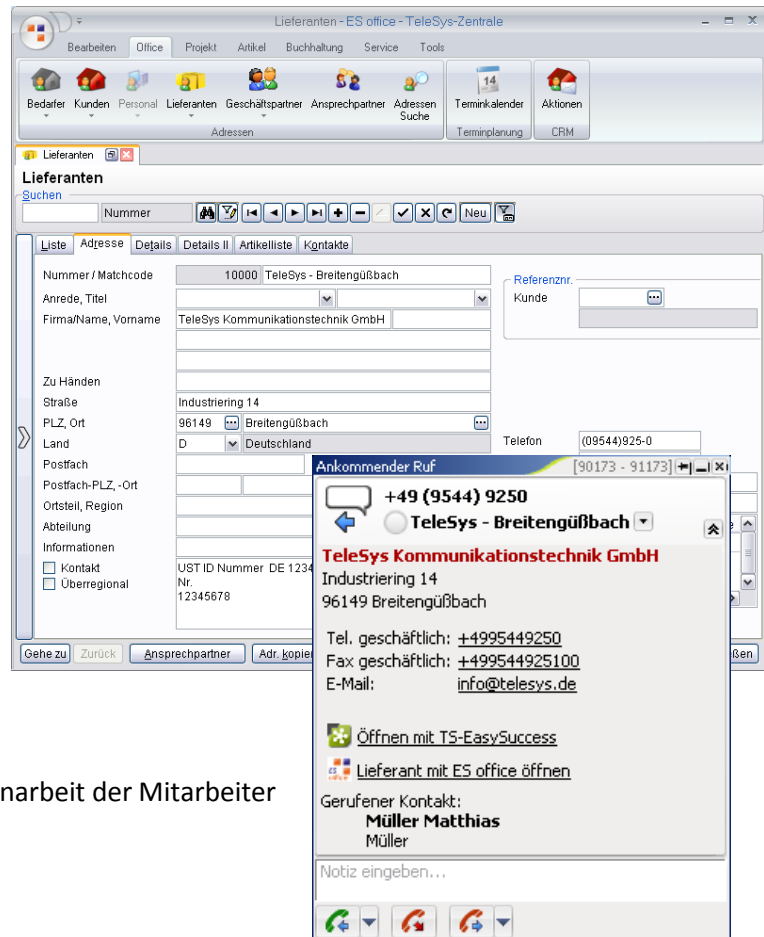 Lieferanten - ES office - TeleSys-Zentrale
Bearbeiten Office Projekt Artikel Buchhaltung Service Tools
Bedarfer Kunden Personal Lieferanten Geschäftspartner Ansprechpartner Adressen Suche Terminkalender Aktionen
Adressen Terminplanung CRM
Lieferanten
Lieferanten
Suchen
Nummer Neu
Liste Adresse Details Details II Artikelliste Kontakte
Nummer / Matchcode 10000 TeleSys - Breitengüßbach
Referenznr.
Anrede, Titel Kunde
Firma/Name, Vorname TeleSys Kommunikationstechnik GmbH
Zu Händen
Straße Industriering 14
PLZ, Ort 96149 Breitengüßbach
Land D Deutschland Telefon (09544)925-0
Postfach
Postfach-PLZ, -Ort
Ortsteil, Region
Abteilung
Informationen
Kontakt UST ID Nummer DE 1234
Überregional Nr.
12345678
Gehe zu Zurück Ansprechpartner Adr. kopier ßen
Ankommender Ruf [90173 - 91173]
+49 (9544) 9250
TeleSys - Breitengüßbach
TeleSys Kommunikationstechnik GmbH
Industriering 14
96149 Breitengüßbach
Tel. geschäftlich: +4995449250
Fax geschäftlich: +499544925100
E-Mail: info@telesys.de
Öffnen mit TS-EasySuccess
Lieferant mit ES office öffnen
Gerufener Kontakt:
Müller Matthias
Müller
Notiz eingeben...
narbeit der Mitarbeiter